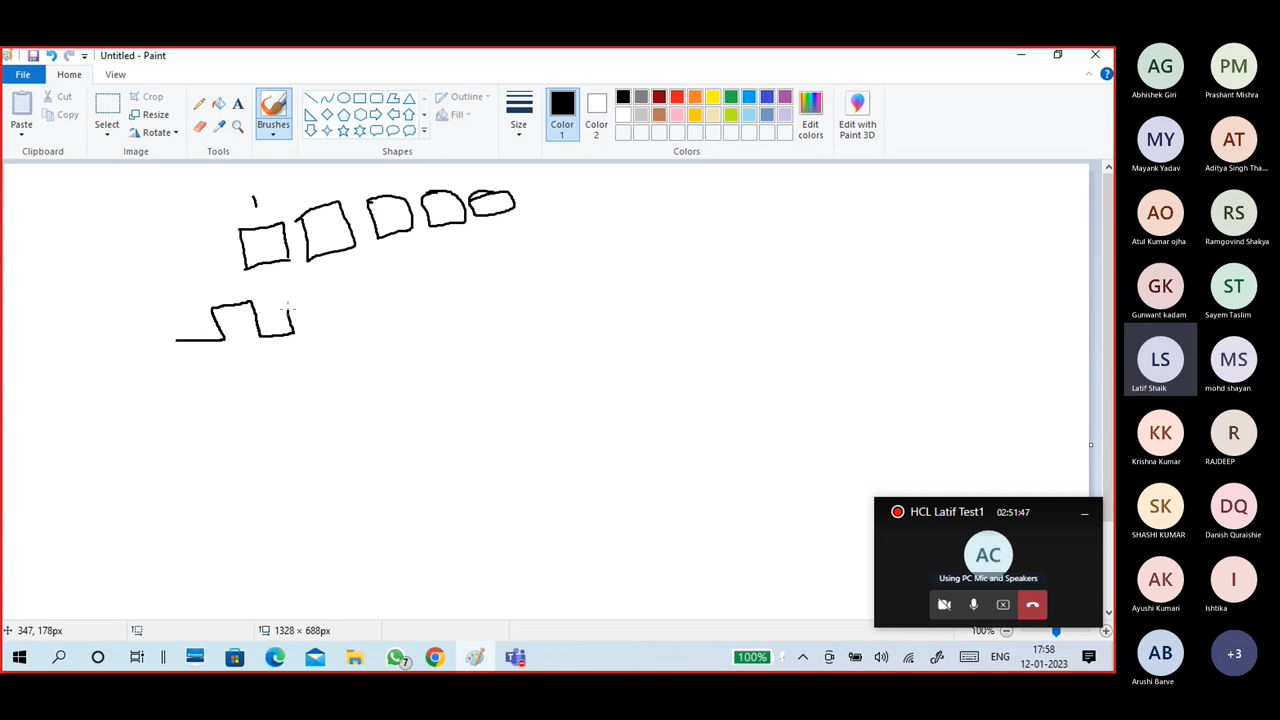 Untitled - Paint
File Home View
Cut
Copy
Paste
Clipboard
Crop
Resize
Rotate
Select
Image
Tools
Brushes
Outline
Fill
Shapes
Size
Color 1
Color 2
Edit colors
Colors
Edit with Paint 3D
HCL Latif Test1 02:51:47
AC
Using PC Mic and Speakers
347, 178px
1328 × 688px
100%
7
100%
ENG
17:58
12-01-2023
AG PM
Abhishek Giri Prashant Mishra
MY AT
Mayank Yadav Aditya Singh Tha...
AO RS
Atul Kumar ojha Ramgovind Shakya
GK ST
Gunwant kadam Sayem Taslim
LS MS
Latif Shaik mohd shayan
KK R
Krishna Kumar RAJDEEP
SK DQ
SHASHI KUMAR Danish Quraishie
AK I
Ayushi Kumari Ishtika
AB +3
Arushi Barve